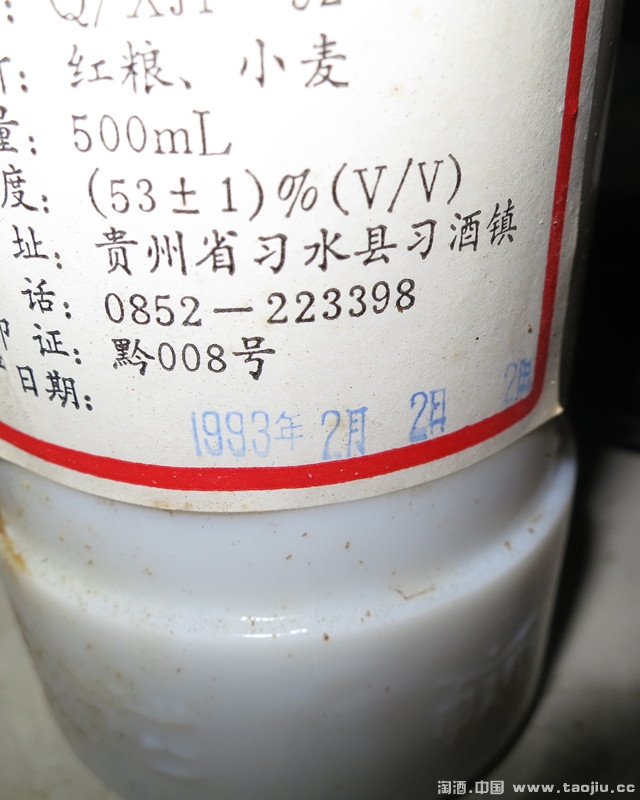 红粮、小麦
量: 500mL
度: (53±1)%(V/V)
址: 贵州省习水县习酒镇
话: 0852—223398
证: 黔008号
日期:
1993年 2月 2日
淘酒.中国 www.taojiu.cc